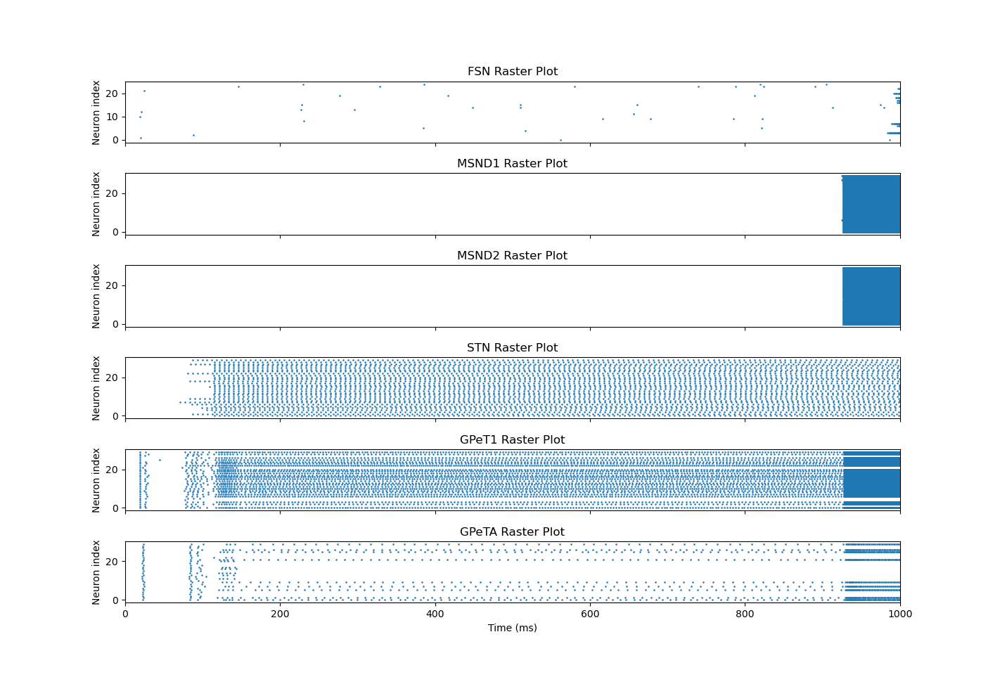 FSN Raster Plot
Neuron index
20
10
0
MSND1 Raster Plot
Neuron index
20
0
MSND2 Raster Plot
Neuron index
20
0
STN Raster Plot
Neuron index
20
0
GPeT1 Raster Plot
Neuron index
20
0
GPeTA Raster Plot
Neuron index
20
0
0 200 400 600 800 1000
Time (ms)